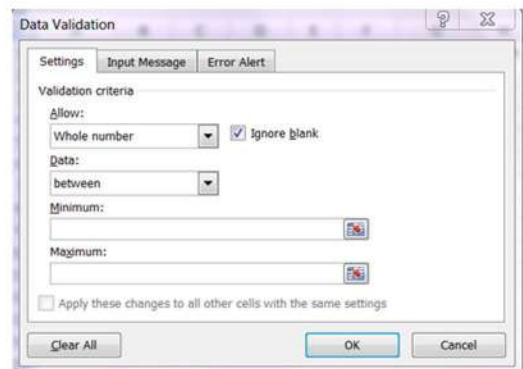 Data Validation
Settings Input Message Error Alert
Validation criteria
Allow:
Whole number Ignore blank
Data:
between
Minimum:
Maximum:
Apply these changes to all other cells with the same settings
Clear All OK Cancel